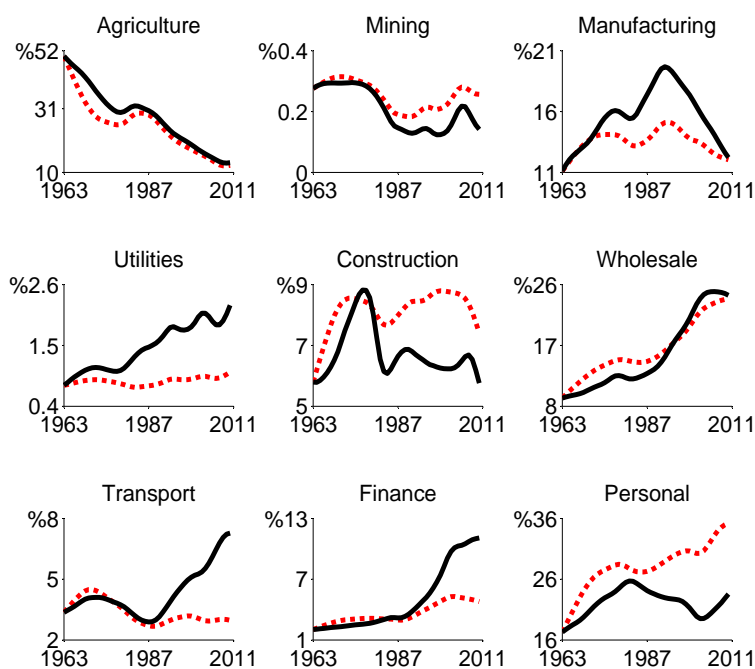 Agriculture
%52
31
10
1963 1987 2011
Mining
%0.4
0.2
0
1963 1987 2011
Manufacturing
%21
16
11
1963 1987 2011
Utilities
%2.6
1.5
0.4
1963 1987 2011
Construction
%9
7
5
1963 1987 2011
Wholesale
%26
17
8
1963 1987 2011
Transport
%8
5
2
1963 1987 2011
Finance
%13
7
1
1963 1987 2011
Personal
%36
26
16
1963 1987 2011